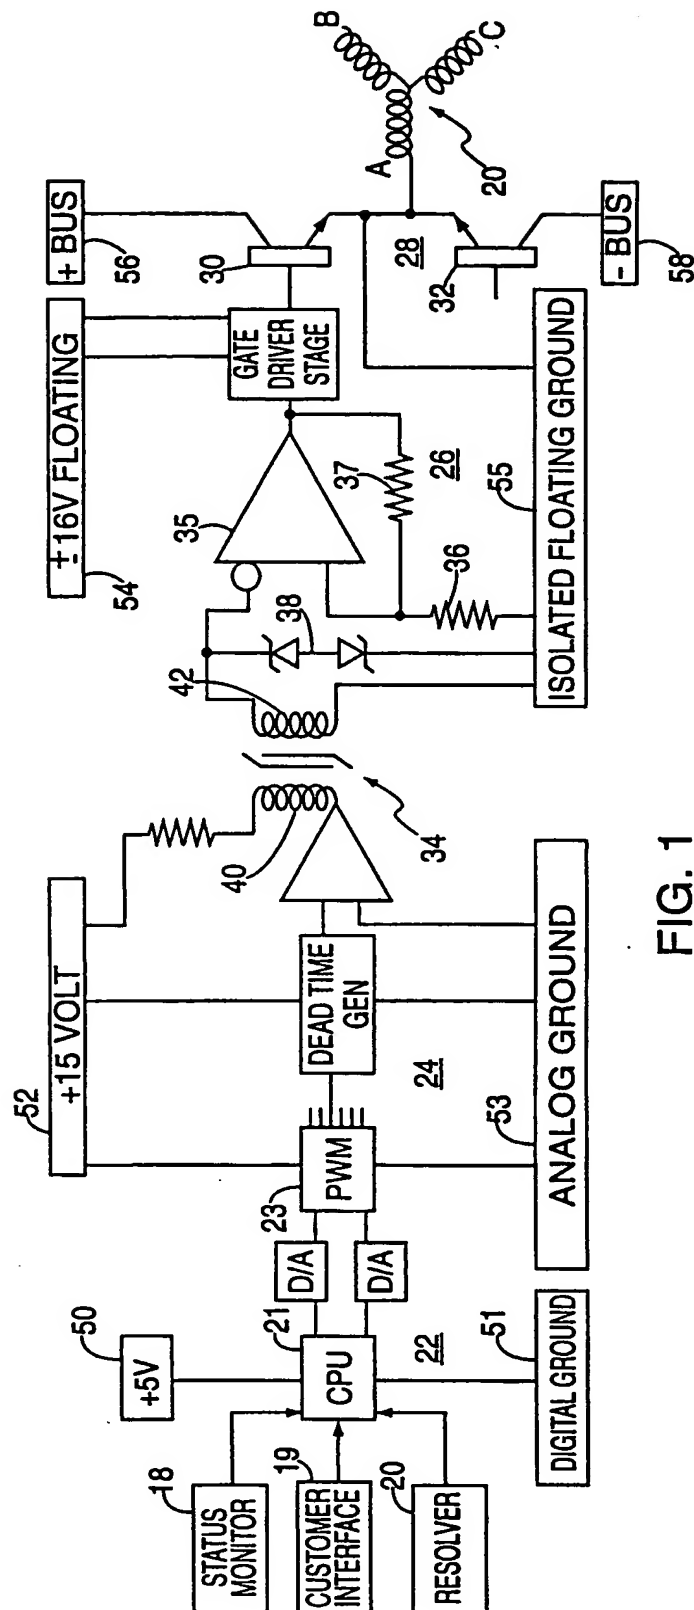 18
STATUS
MONITOR
19
CUSTOMER
INTERFACE
20
RESOLVER
50
+5V
21
CPU
22
51
DIGITAL GROUND
D/A
D/A
52
+15 VOLT
23
PWM
DEAD TIME
GEN
24
53
ANALOG GROUND
40
34
42
38
35
36
37
26
54
±16V FLOATING
GATE
DRIVER
STAGE
55
ISOLATED FLOATING GROUND
56
+ BUS
30
28
32
58
- BUS
A
B
C
20
FIG. 1